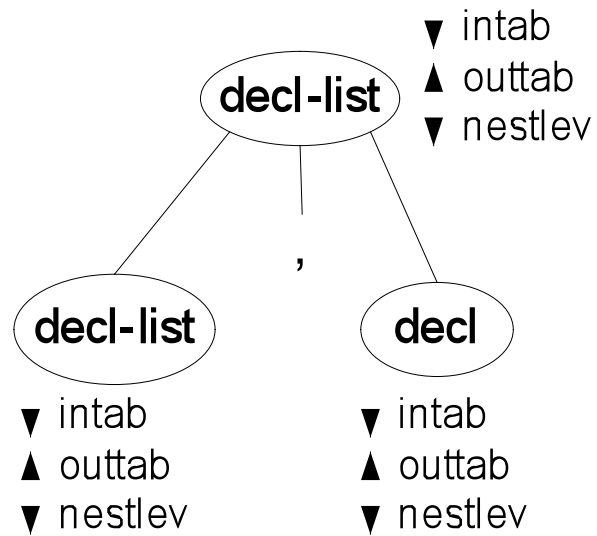 ▼ intab
decl-list
▲ outtab
▼ nestlev
,
decl-list
decl
▼ intab
▲ outtab
▼ nestlev
▼ intab
▲ outtab
▼ nestlev